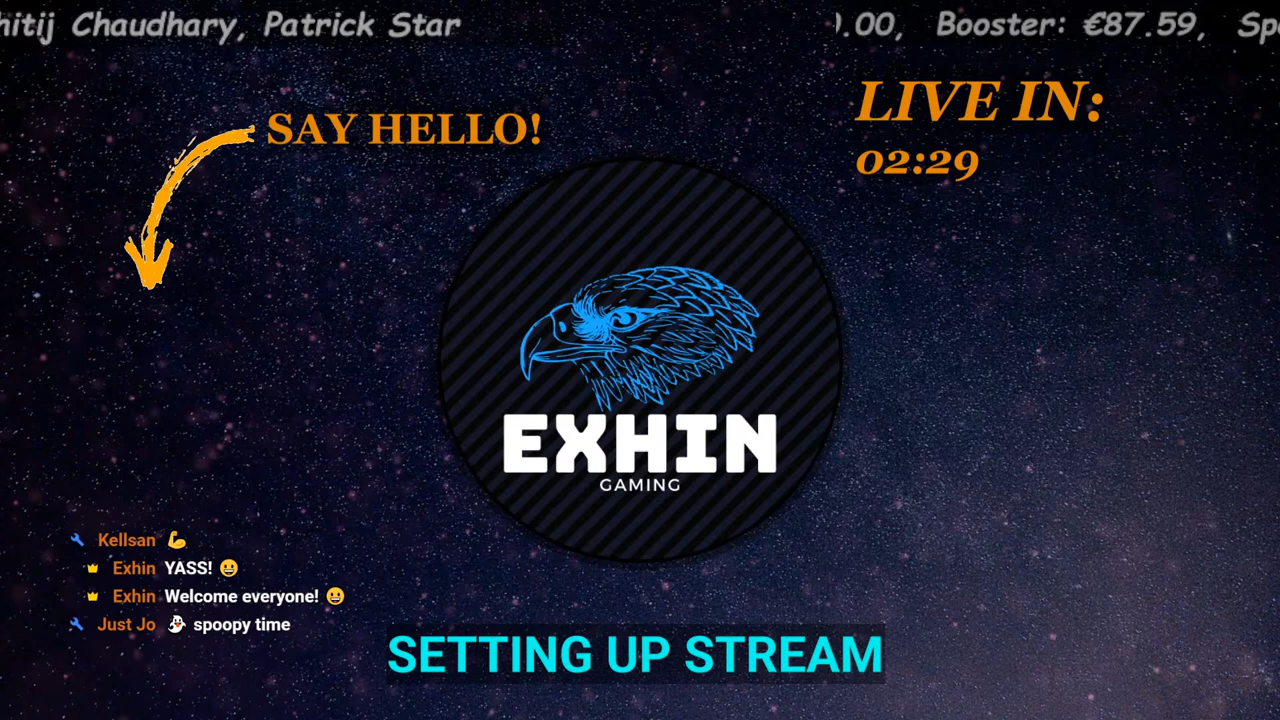 Chaudhary, Patrick Star
.00, Booster: €87.59,
LIVE IN:
02:29
SAY HELLO!
EXHIN
GAMING
Kellsan 💪
Exhin YASS! 😀
Exhin Welcome everyone! 😀
Just Jo 👻 spoopy time
SETTING UP STREAM